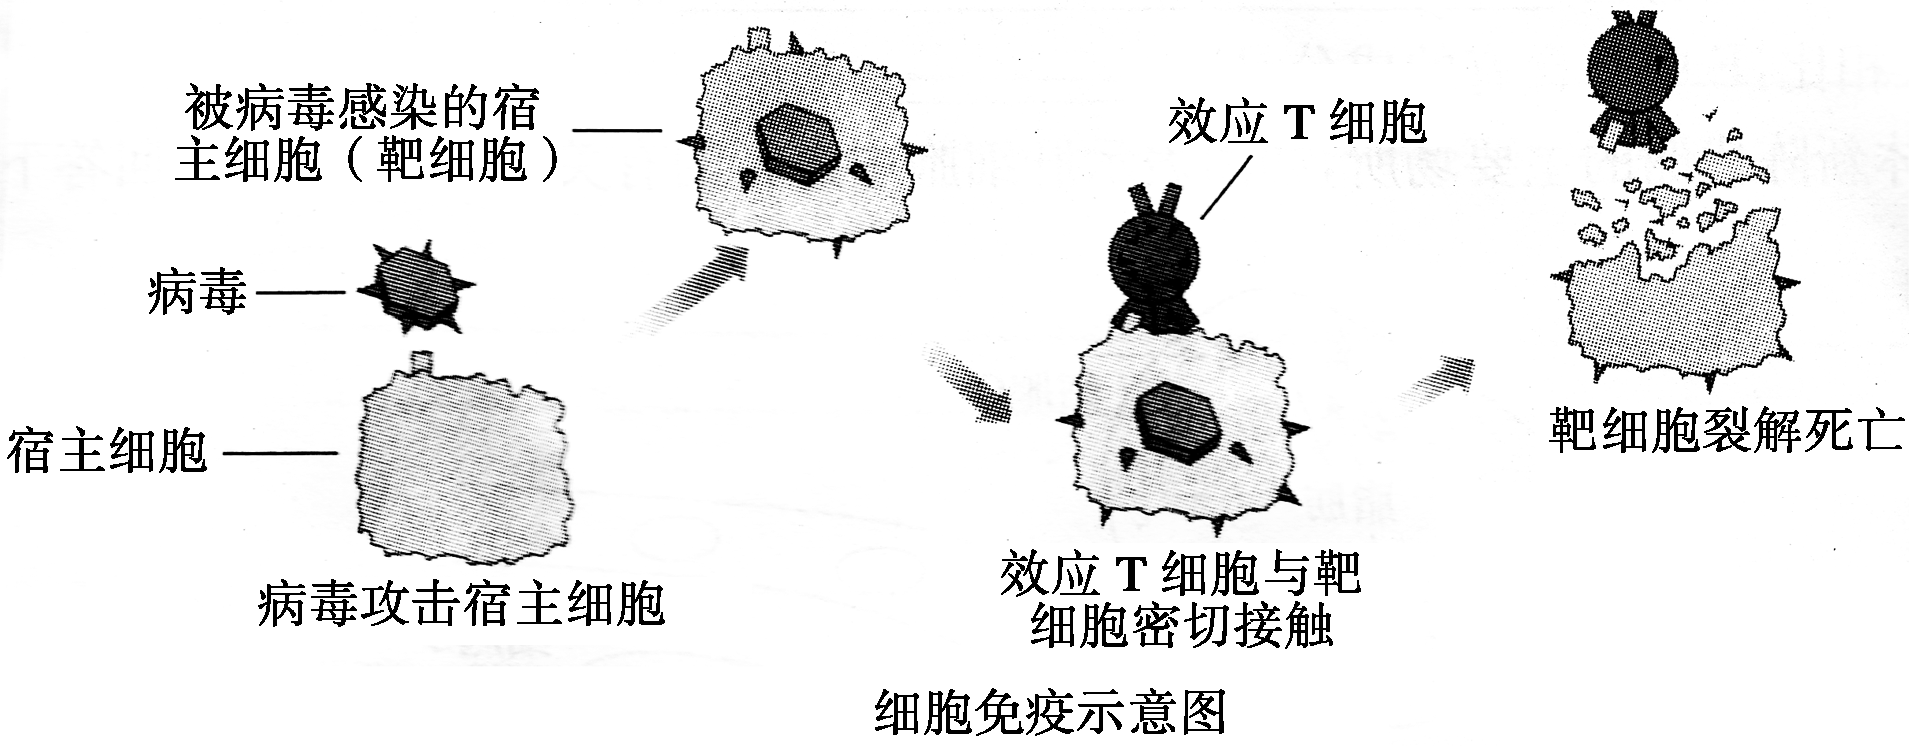 被病毒感染的宿
主细胞（靶细胞）
病毒
宿主细胞
病毒攻击宿主细胞
效应 T 细胞
效应 T 细胞与靶
细胞密切接触
靶细胞裂解死亡
细胞免疫示意图